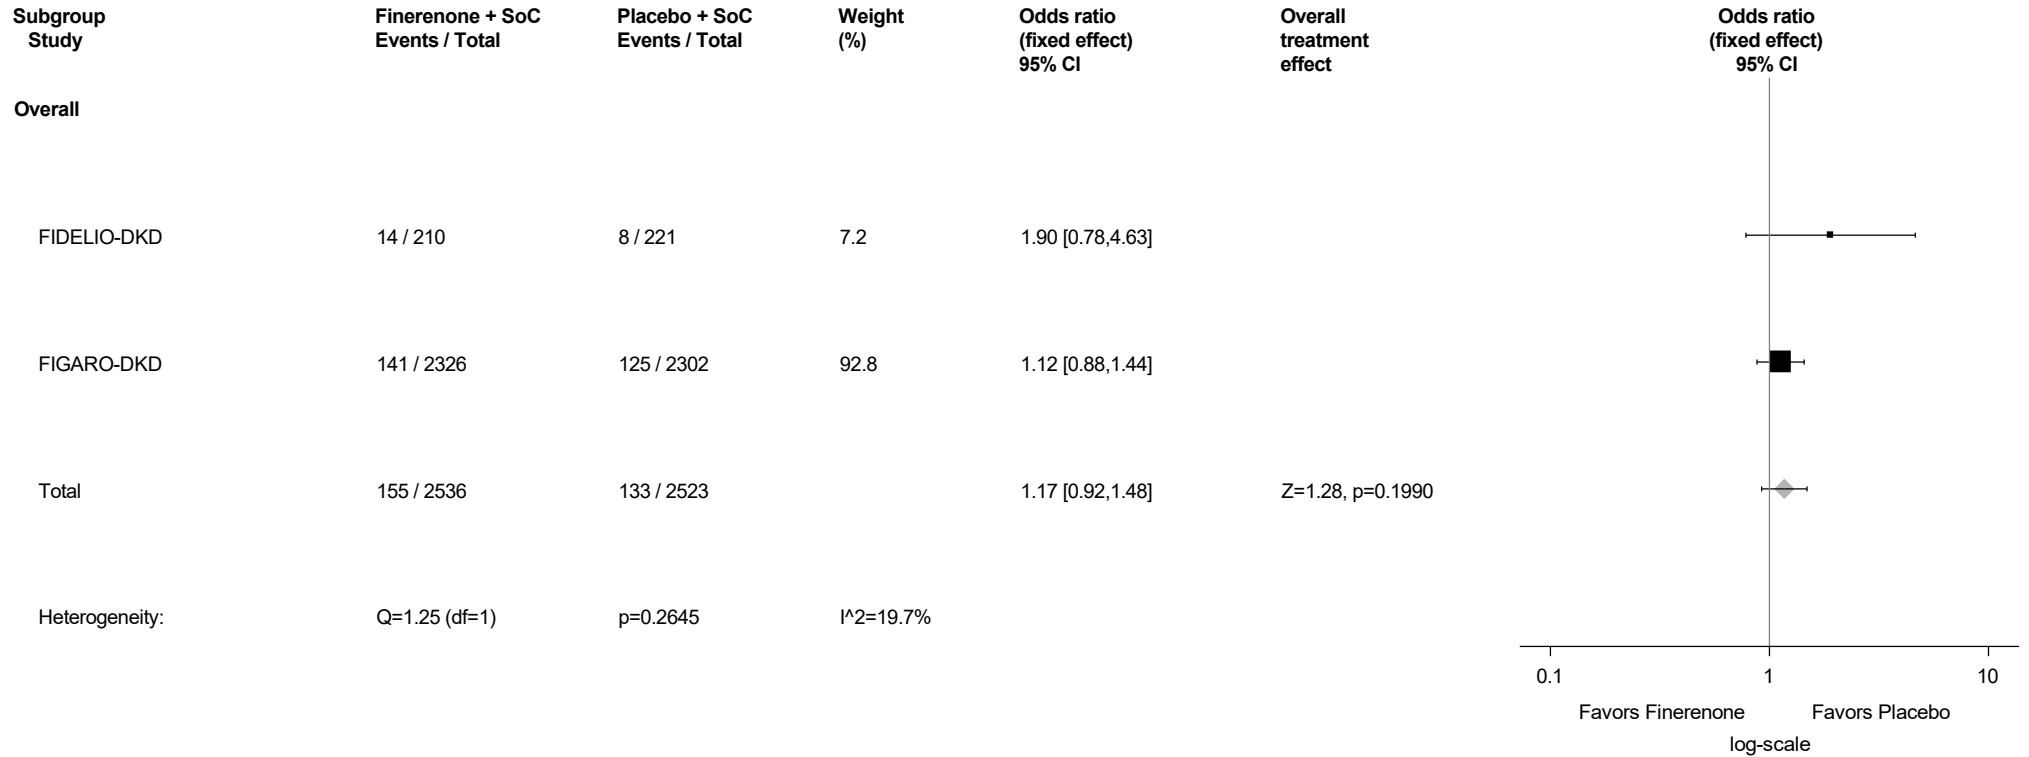 Subgroup Finerenone + SoC Placebo + SoC Weight Odds ratio Overall Odds ratio
Study Events / Total Events / Total (%) (fixed effect) treatment (fixed effect)
95% CI effect 95% CI
Overall
FIDELIO-DKD 14 / 210 8 / 221 7.2 1.90 [0.78,4.63]
FIGARO-DKD 141 / 2326 125 / 2302 92.8 1.12 [0.88,1.44]
Total 155 / 2536 133 / 2523 1.17 [0.92,1.48] Z=1.28, p=0.1990
Heterogeneity: Q=1.25 (df=1) p=0.2645 I^2=19.7%
0.1 1 10
Favors Finerenone Favors Placebo
log-scale